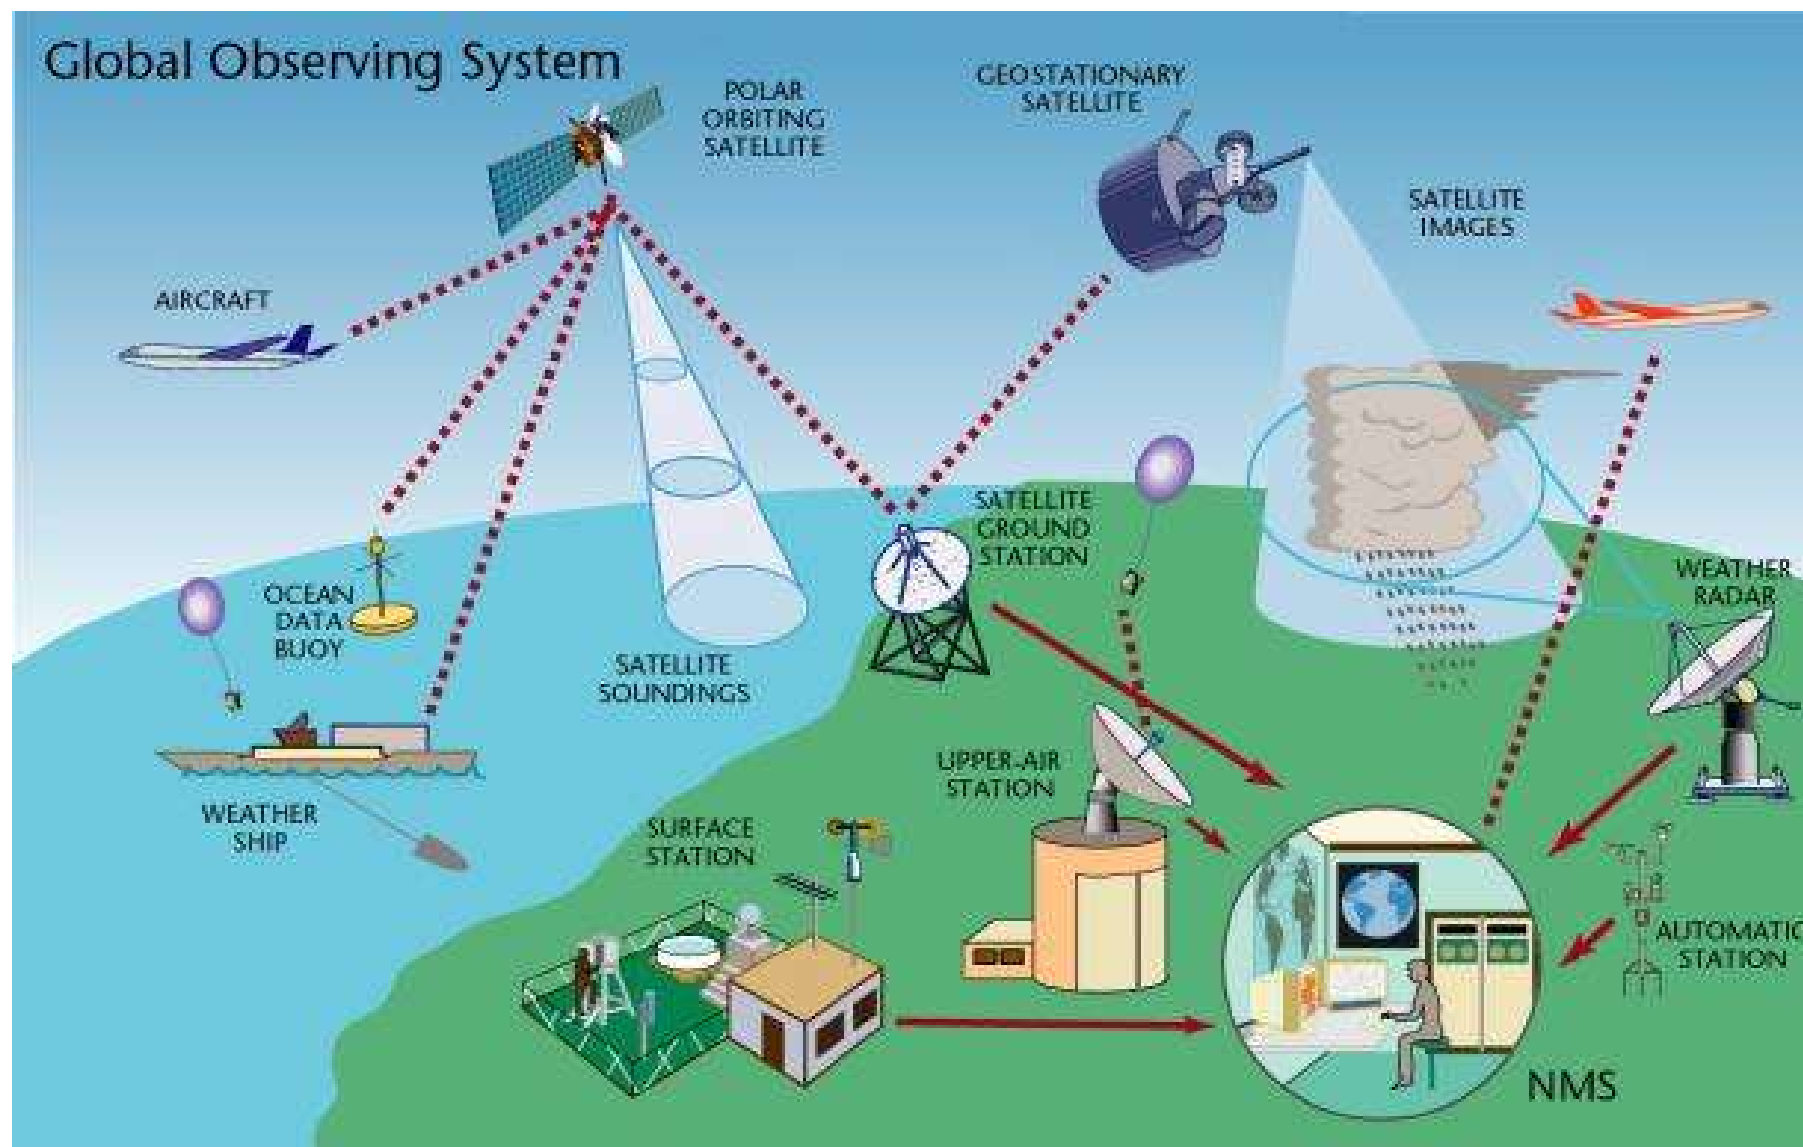 Global Observing System
POLAR
ORBITING
SATELLITE
GEOSTATIONARY
SATELLITE
SATELLITE
IMAGES
AIRCRAFT
SATELLITE
GROUND
STATION
WEATHER
RADAR
OCEAN
DATA
BUOY
SATELLITE
SOUNDINGS
UPPER-AIR
STATION
WEATHER
SHIP
SURFACE
STATION
AUTOMATIC
STATION
NMS